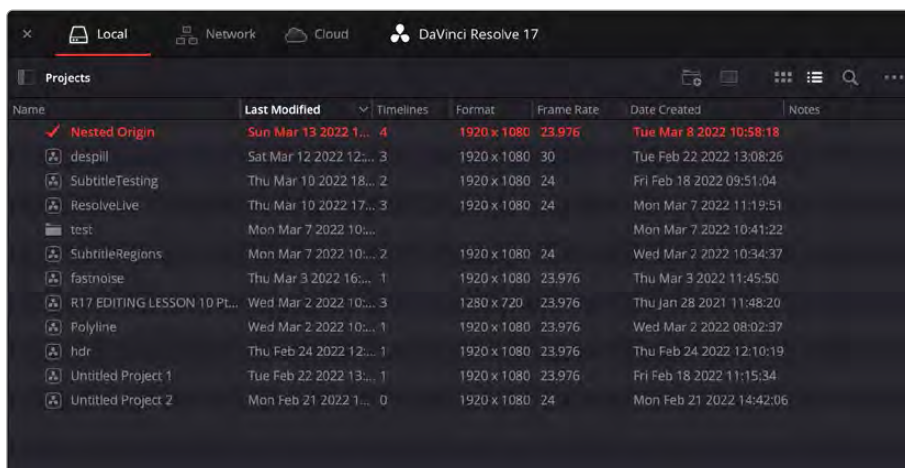 Local Network Cloud DaVinci Resolve 17
Projects
Name Last Modified Timelines Format Frame Rate Date Created Notes
Nested Origin Sun Mar 13 2022 1... 4 1920 x 1080 23.976 Tue Mar 8 2022 10:58:18
despill Sat Mar 12 2022 12:... 3 1920 x 1080 30 Tue Feb 22 2022 13:08:26
SubtitleTesting Thu Mar 10 2022 18... 2 1920 x 1080 24 Fri Feb 18 2022 09:51:04
ResolveLive Thu Mar 10 2022 17... 3 1920 x 1080 24 Mon Mar 7 2022 11:19:51
test Mon Mar 7 2022 10:... Mon Mar 7 2022 10:41:22
SubtitleRegions Mon Mar 7 2022 10:... 2 1920 x 1080 24 Wed Mar 2 2022 10:34:37
fastnoise Thu Mar 3 2022 16:... 1 1920 x 1080 23.976 Thu Mar 3 2022 11:45:50
R17 EDITING LESSON 10 Pt... Wed Mar 2 2022 10:... 3 1280 x 720 23.976 Thu Jan 28 2021 11:48:20
Polyline Wed Mar 2 2022 10:... 1 1920 x 1080 23.976 Wed Mar 2 2022 08:02:37
hdr Thu Feb 24 2022 12:... 1 1920 x 1080 23.976 Thu Feb 24 2022 12:10:19
Untitled Project 1 Tue Feb 22 2022 13:... 1 1920 x 1080 23.976 Fri Feb 18 2022 11:15:34
Untitled Project 2 Mon Feb 21 2022 1... 0 1920 x 1080 24 Mon Feb 21 2022 14:42:06